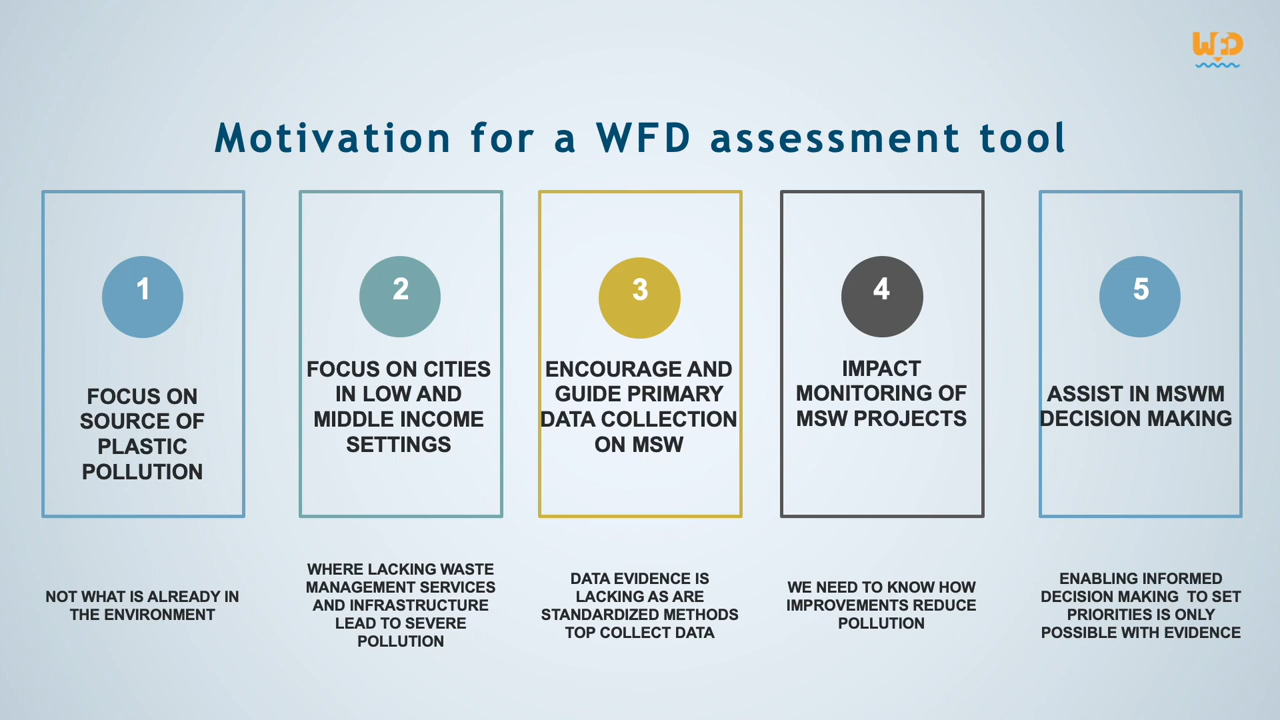 WFD
Motivation for a WFD assessment tool
1
FOCUS ON
SOURCE OF
PLASTIC
POLLUTION
NOT WHAT IS ALREADY IN
THE ENVIRONMENT
2
FOCUS ON CITIES
IN LOW AND
MIDDLE INCOME
SETTINGS
WHERE LACKING WASTE
MANAGEMENT SERVICES
AND INFRASTRUCTURE
LEAD TO SEVERE
POLLUTION
3
ENCOURAGE AND
GUIDE PRIMARY
DATA COLLECTION
ON MSW
DATA EVIDENCE IS
LACKING AS ARE
STANDARDIZED METHODS
TOP COLLECT DATA
4
IMPACT
MONITORING OF
MSW PROJECTS
WE NEED TO KNOW HOW
IMPROVEMENTS REDUCE
POLLUTION
5
ASSIST IN MSWM
DECISION MAKING
ENABLING INFORMED
DECISION MAKING  TO SET
PRIORITIES IS ONLY
POSSIBLE WITH EVIDENCE